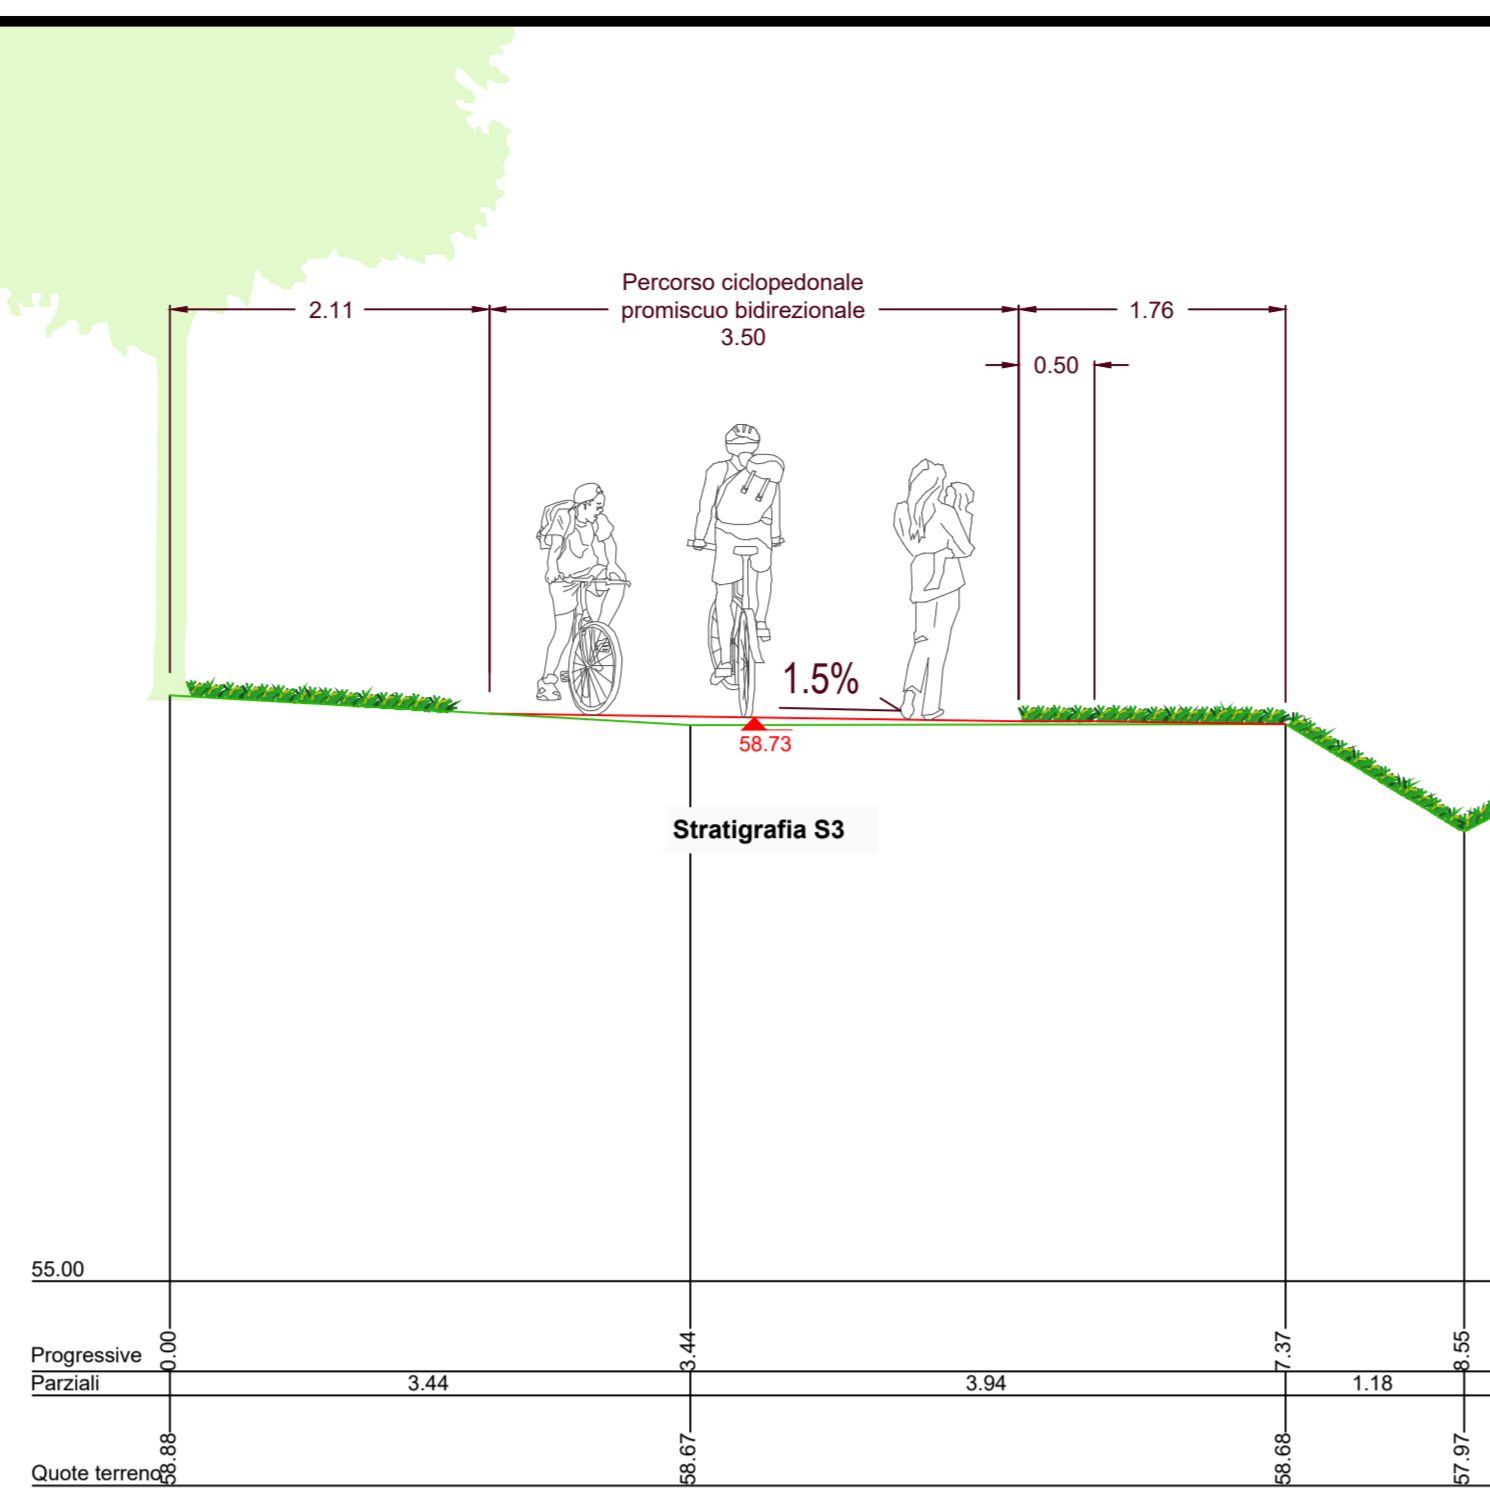 Percorso ciclopedonale
2.11 promiscuo bidirezionale 1.76
3.50
0.50
1.5%
58.73
Stratigrafia S3
55.00
Progressive 0.00 3.44 7.37 8.55
Parziali 3.44 3.94 1.18
Quote terreno 58.88 58.67 58.68 57.97